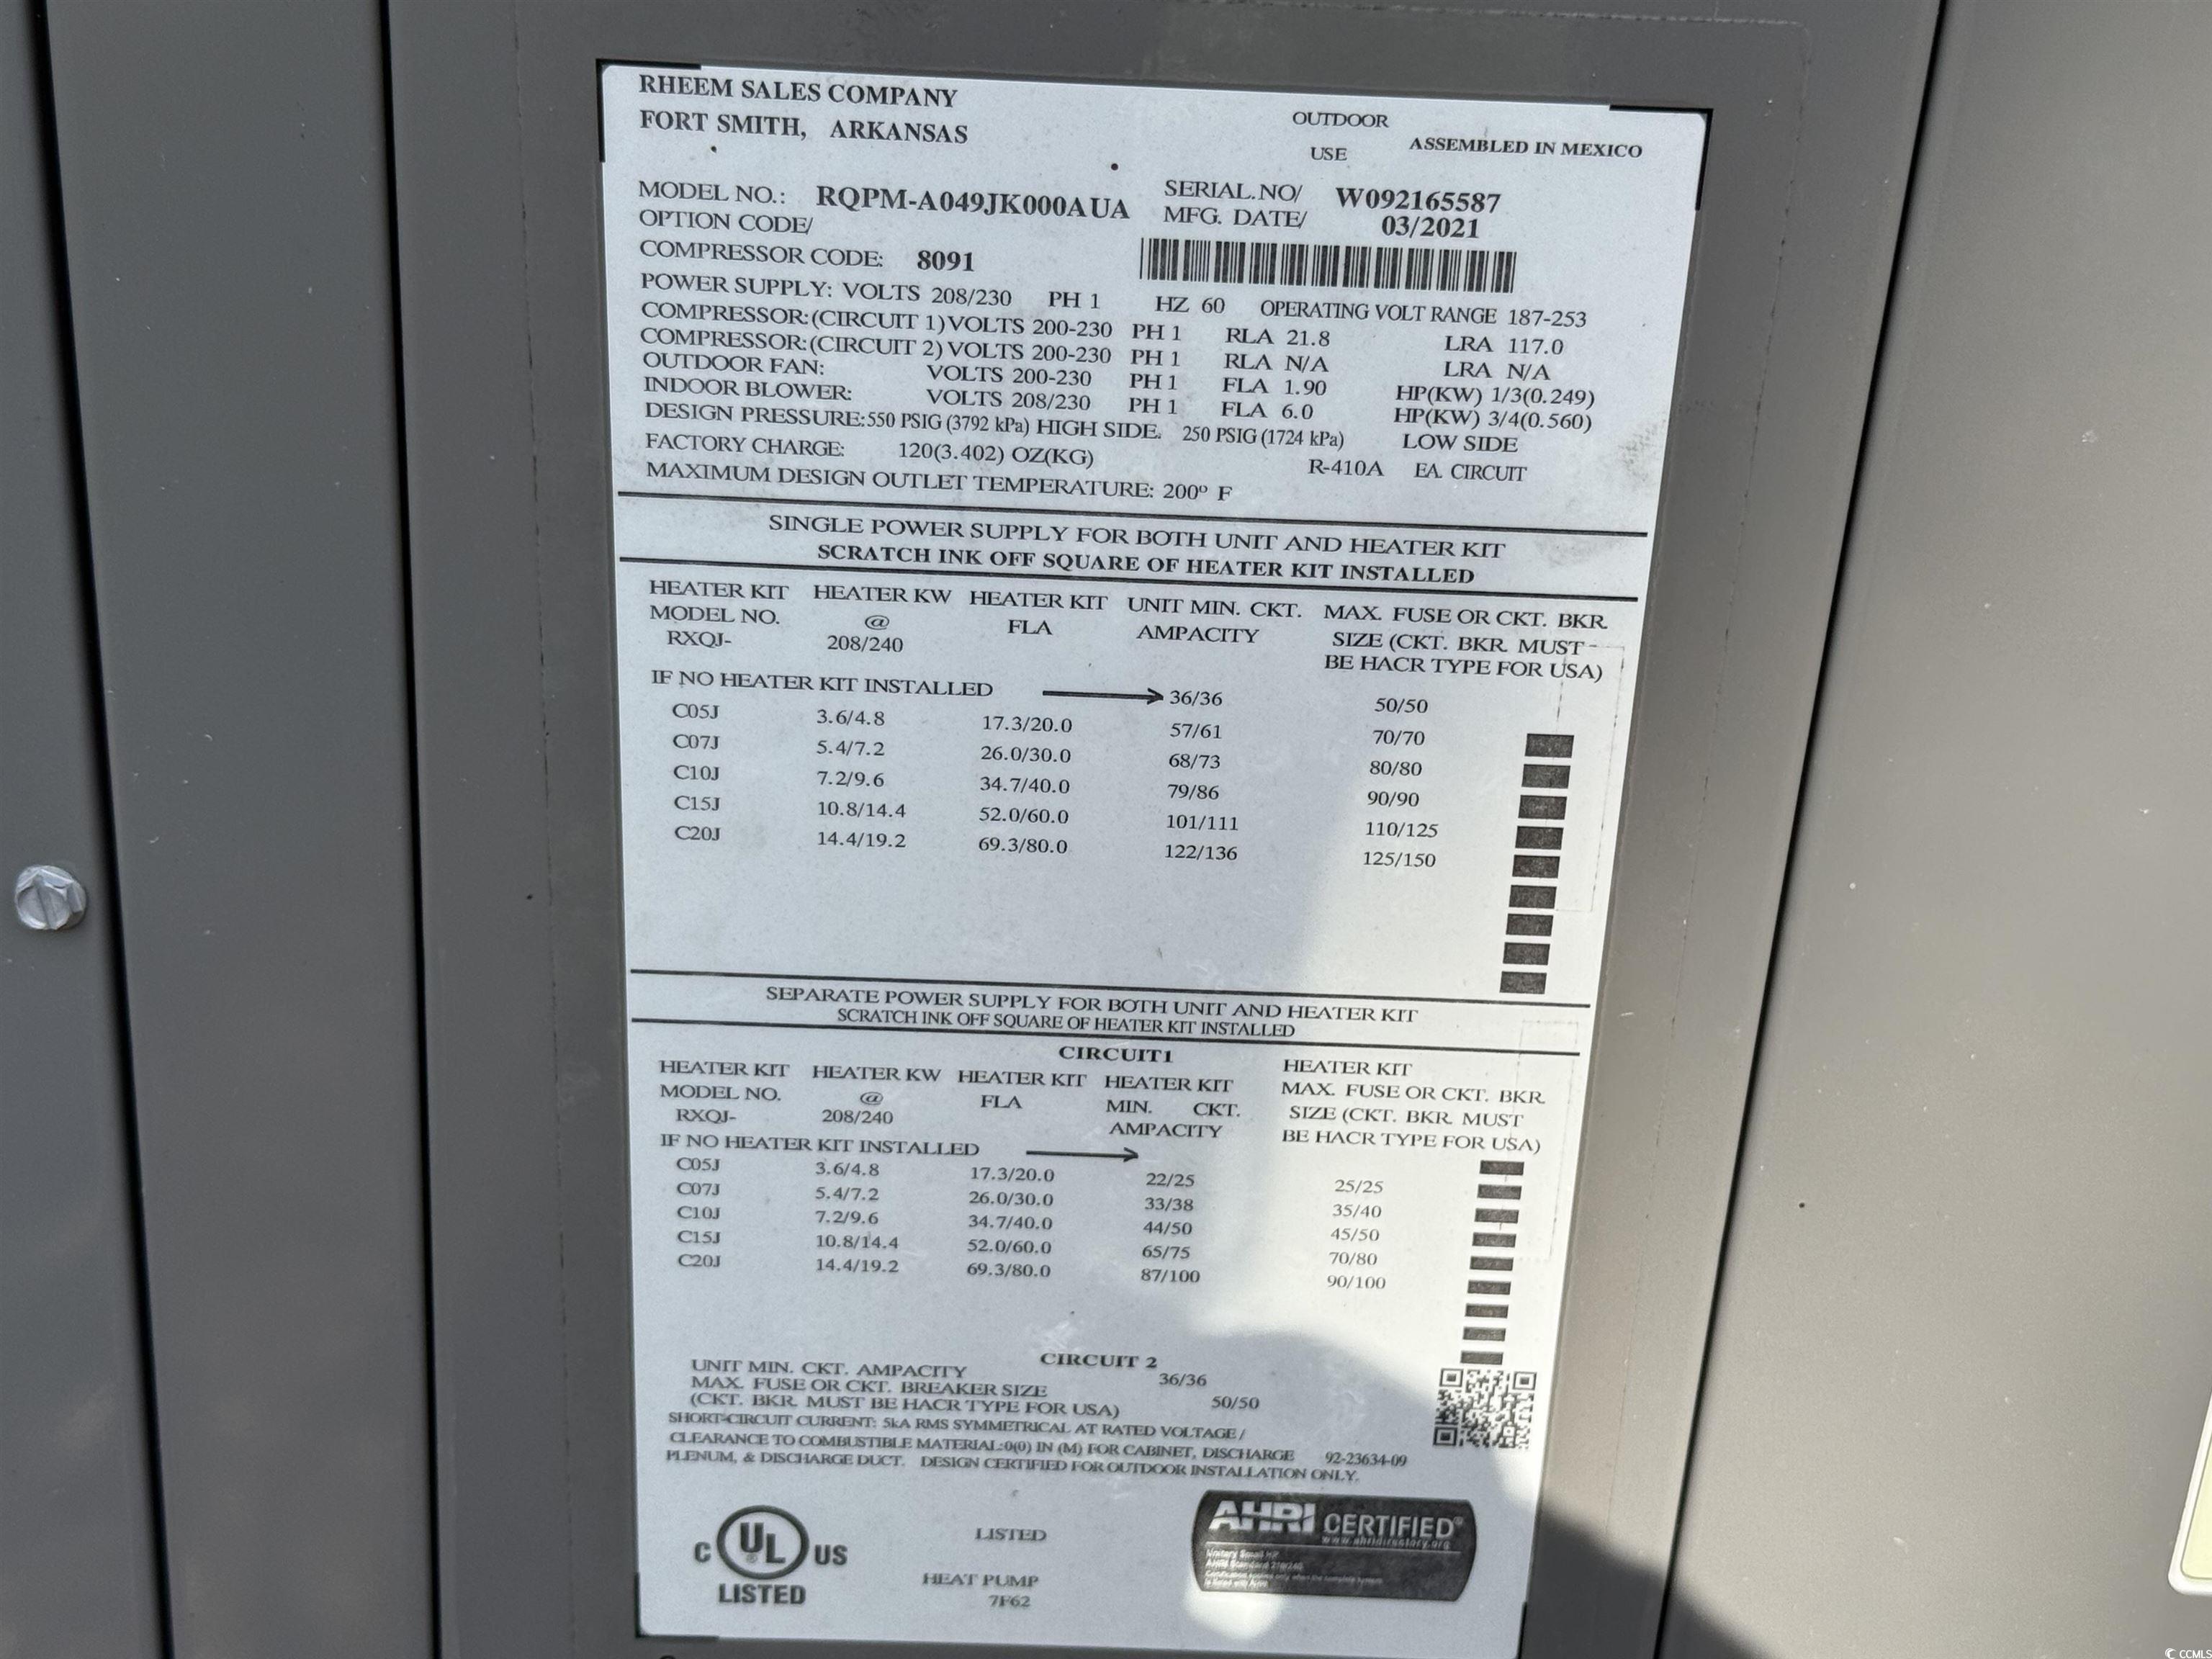 RHEEM SALES COMPANY
FORT SMITH, ARKANSAS
OUTDOOR
USE
ASSEMBLED IN MEXICO
MODEL NO.: RQPM-A049JK000AUA SERIAL.NO/ W092165587
OPTION CODE/ MFG. DATE/ 03/2021
COMPRESSOR CODE: 8091
POWER SUPPLY: VOLTS 208/230 PH 1 HZ 60 OPERATING VOLT RANGE 187-253
COMPRESSOR:(CIRCUIT 1)VOLTS 200-230 PH 1 RLA 21.8 LRA 117.0
COMPRESSOR:(CIRCUIT 2)VOLTS 200-230 PH 1 RLA N/A LRA N/A
OUTDOOR FAN: VOLTS 200-230 PH 1 FLA 1.90 HP(KW) 1/3(0.249)
INDOOR BLOWER: VOLTS 208/230 PH 1 FLA 6.0 HP(KW) 3/4(0.560)
DESIGN PRESSURE:550 PSIG (3792 kPa) HIGH SIDE. 250 PSIG (1724 kPa) LOW SIDE
FACTORY CHARGE: 120(3.402) OZ(KG) R-410A EA. CIRCUIT
MAXIMUM DESIGN OUTLET TEMPERATURE: 200º F
SINGLE POWER SUPPLY FOR BOTH UNIT AND HEATER KIT
SCRATCH INK OFF SQUARE OF HEATER KIT INSTALLED
HEATER KIT HEATER KW HEATER KIT UNIT MIN. CKT. MAX. FUSE OR CKT. BKR.
MODEL NO. @ FLA AMPACITY SIZE (CKT. BKR. MUST
RXQJ- 208/240 BE HACR TYPE FOR USA)
IF NO HEATER KIT INSTALLED 36/36 50/50
C05J 3.6/4.8 17.3/20.0 57/61 70/70
C07J 5.4/7.2 26.0/30.0 68/73 80/80
C10J 7.2/9.6 34.7/40.0 79/86 90/90
C15J 10.8/14.4 52.0/60.0 101/111 110/125
C20J 14.4/19.2 69.3/80.0 122/136 125/150
SEPARATE POWER SUPPLY FOR BOTH UNIT AND HEATER KIT
SCRATCH INK OFF SQUARE OF HEATER KIT INSTALLED
CIRCUIT1
HEATER KIT HEATER KW HEATER KIT HEATER KIT HEATER KIT
MODEL NO. @ FLA MIN. CKT. MAX. FUSE OR CKT. BKR.
RXQJ- 208/240 AMPACITY SIZE (CKT. BKR. MUST
BE HACR TYPE FOR USA)
IF NO HEATER KIT INSTALLED
C05J 3.6/4.8 17.3/20.0 22/25 25/25
C07J 5.4/7.2 26.0/30.0 33/38 35/40
C10J 7.2/9.6 34.7/40.0 44/50 45/50
C15J 10.8/14.4 52.0/60.0 65/75 70/80
C20J 14.4/19.2 69.3/80.0 87/100 90/100
CIRCUIT 2
UNIT MIN. CKT. AMPACITY 36/36
MAX. FUSE OR CKT. BREAKER SIZE
(CKT. BKR. MUST BE HACR TYPE FOR USA) 50/50
SHORT-CIRCUIT CURRENT: 5kA RMS SYMMETRICAL AT RATED VOLTAGE /
CLEARANCE TO COMBUSTIBLE MATERIAL:0(0) IN (M) FOR CABINET, DISCHARGE 92-23634-09
PLENUM, & DISCHARGE DUCT. DESIGN CERTIFIED FOR OUTDOOR INSTALLATION ONLY.
C UL US
LISTED
LISTED
HEAT PUMP
7F62
AHRI CERTIFIED®
www.ahridirectory.org
Unitary Small HP
AHRI Standard 210/240
Certification applies only when the complete system
is listed with AHRI
© CCMLS